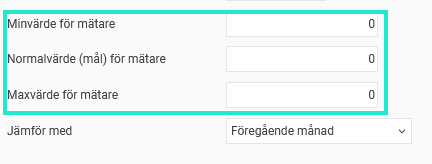 Minvärde för mätare 0
Normalvärde (mål) för mätare 0
Maxvärde för mätare 0
Jämför med Föregående månad